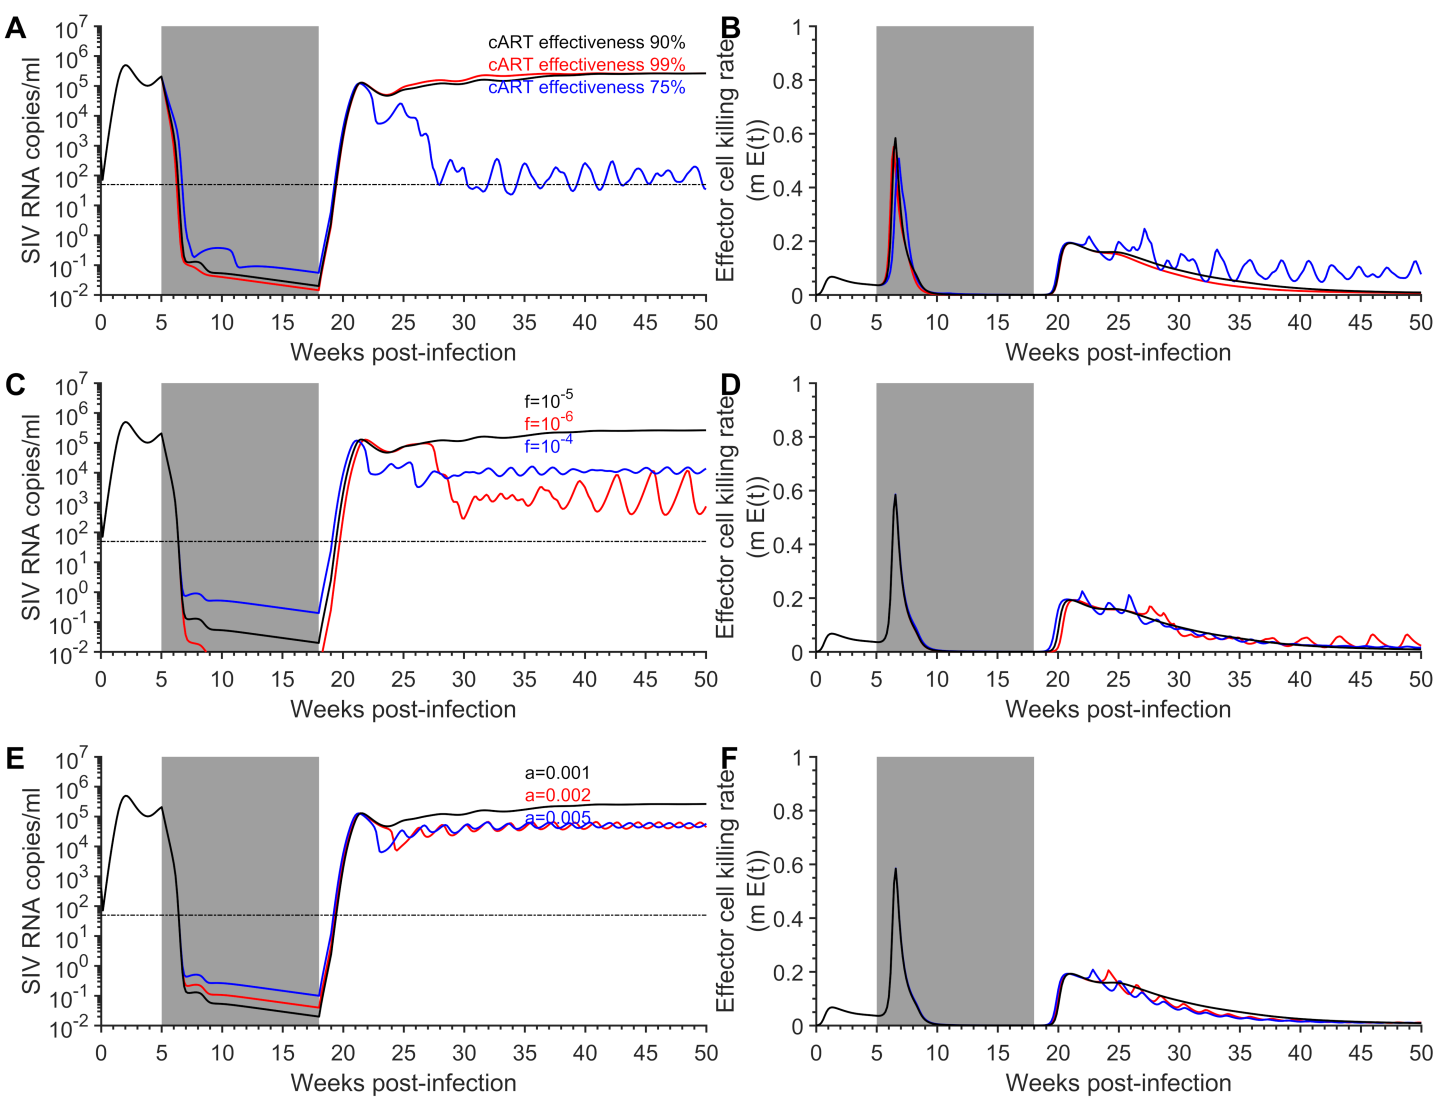 A
SIV RNA copies/ml
10^7
10^6
10^5
10^4
10^3
10^2
10^1
10^0
10^-1
10^-2
cART effectiveness 90%
cART effectiveness 99%
cART effectiveness 75%
0 5 10 15 20 25 30 35 40 45 50
Weeks post-infection
B
Effector cell killing rate
(m E(t))
1
0.8
0.6
0.4
0.2
0
0 5 10 15 20 25 30 35 40 45 50
Weeks post-infection
C
SIV RNA copies/ml
10^7
10^6
10^5
10^4
10^3
10^2
10^1
10^0
10^-1
10^-2
f=10^-5
f=10^-6
f=10^-4
0 5 10 15 20 25 30 35 40 45 50
Weeks post-infection
D
Effector cell killing rate
(m E(t))
1
0.8
0.6
0.4
0.2
0
0 5 10 15 20 25 30 35 40 45 50
Weeks post-infection
E
SIV RNA copies/ml
10^7
10^6
10^5
10^4
10^3
10^2
10^1
10^0
10^-1
10^-2
a=0.001
a=0.002
a=0.005
0 5 10 15 20 25 30 35 40 45 50
Weeks post-infection
F
Effector cell killing rate
(m E(t))
1
0.8
0.6
0.4
0.2
0
0 5 10 15 20 25 30 35 40 45 50
Weeks post-infection